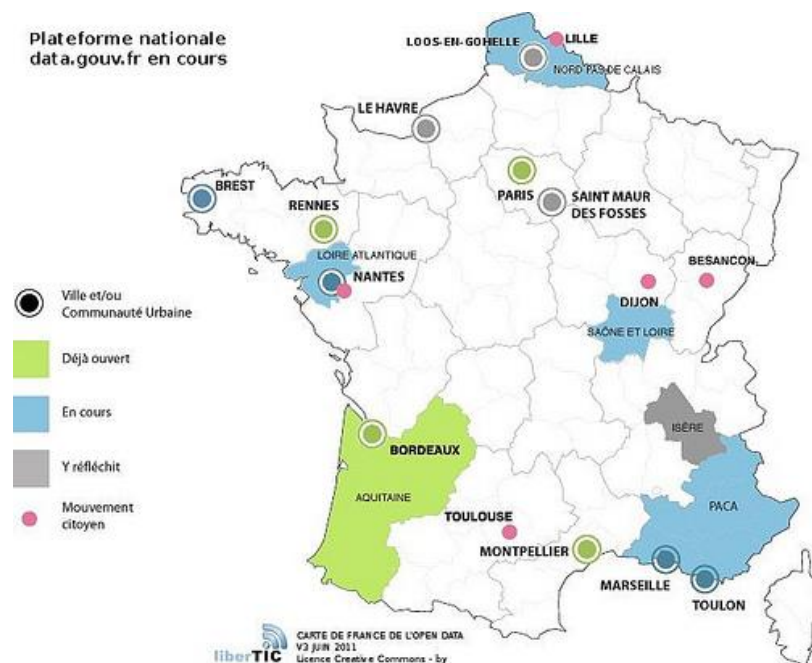 Plateforme nationale
data.gouv.fr en cours
LOOS-EN-GOHELLE
LILLE
NORD PAS DE CALAIS
LE HAVRE
BREST
RENNES
PARIS
SAINT MAUR
DES FOSSES
LOIRE ATLANTIQUE
NANTES
BESANCON
DIJON
SAÔNE ET LOIRE
Ville et/ou
Communauté Urbaine
Déjà ouvert
En cours
Y réfléchit
Mouvement
citoyen
ISÈRE
BORDEAUX
AQUITAINE
PACA
TOULOUSE
MONTPELLIER
MARSEILLE
TOULON
liberTIC
CARTE DE FRANCE DE L'OPEN DATA
V3 JUIN 2011
Licence Creative Commons - by